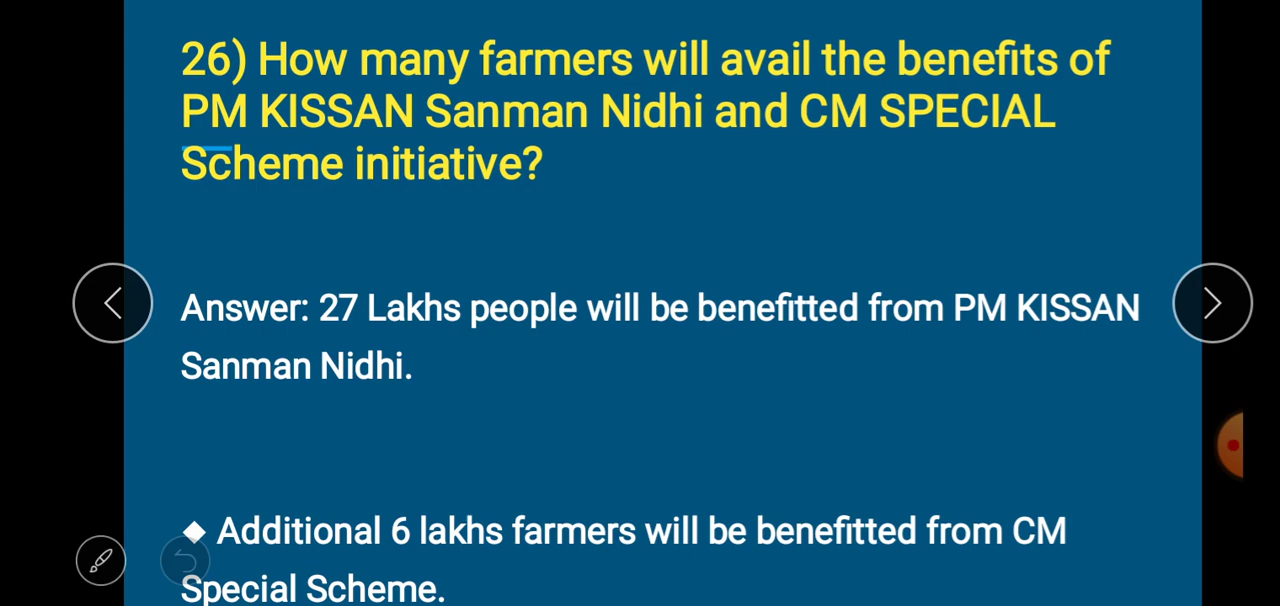 26) How many farmers will avail the benefits of
PM KISSAN Sanman Nidhi and CM SPECIAL
Scheme initiative?
Answer: 27 Lakhs people will be benefitted from PM KISSAN
Sanman Nidhi.
◆ Additional 6 lakhs farmers will be benefitted from CM
Special Scheme.